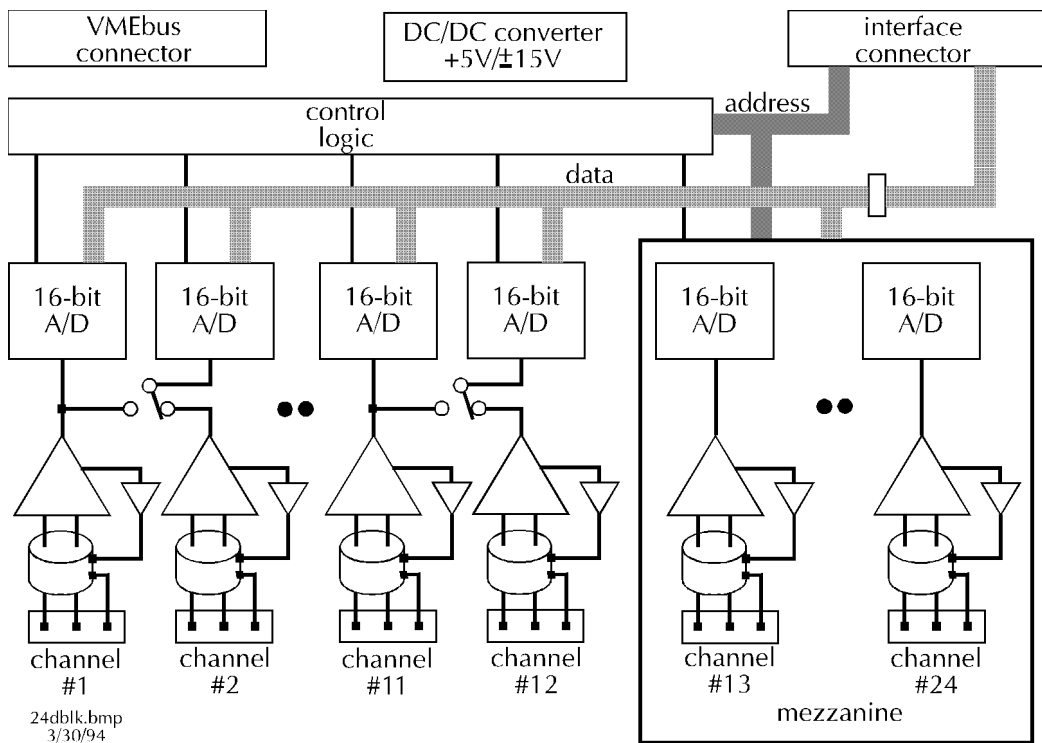 VMEbus
connector
DC/DC converter
+5V/±15V
interface
connector
control
logic
address
data
16-bit
A/D
16-bit
A/D
16-bit
A/D
16-bit
A/D
16-bit
A/D
16-bit
A/D
channel
#1
channel
#2
channel
#11
channel
#12
channel
#13
channel
#24
mezzanine
24dblk.bmp
3/30/94